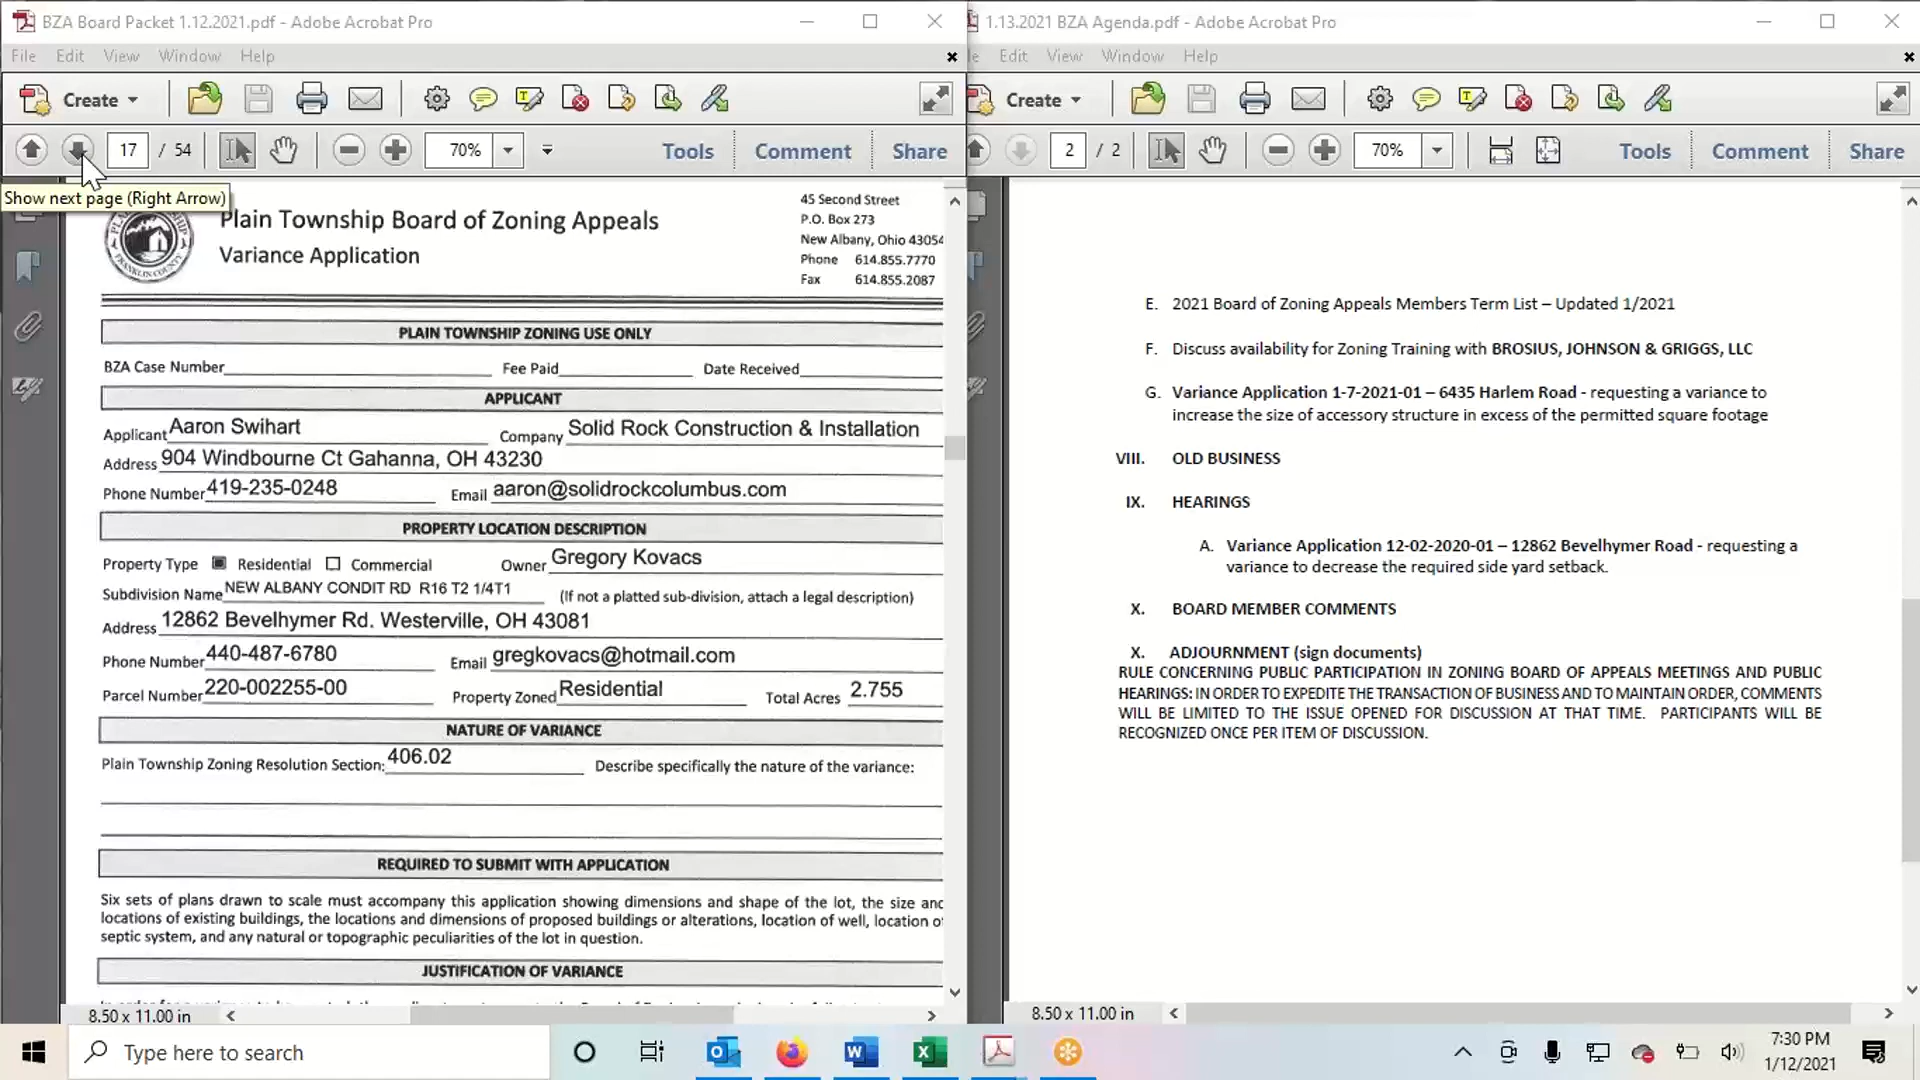 BZA Board Packet 1.12.2021.pdf - Adobe Acrobat Pro
File Edit View Window Help
Create
17 / 54
70%
Tools
Comment
Share
Show next page (Right Arrow)
Plain Township Board of Zoning Appeals
Variance Application
45 Second Street
P.O. Box 273
New Albany, Ohio 43054
Phone 614.855.7770
Fax 614.855.2087
PLAIN TOWNSHIP ZONING USE ONLY
BZA Case Number Fee Paid Date Received
APPLICANT
Applicant Aaron Swihart Company Solid Rock Construction & Installation
Address 904 Windbourne Ct Gahanna, OH 43230
Phone Number 419-235-0248 Email aaron@solidrockcolumbus.com
PROPERTY LOCATION DESCRIPTION
Property Type Residential Commercial Owner Gregory Kovacs
Subdivision Name NEW ALBANY CONDIT RD R16 T2 1/4T1 (If not a platted sub-division, attach a legal description)
Address 12862 Bevelhymer Rd. Westerville, OH 43081
Phone Number 440-487-6780 Email gregkovacs@hotmail.com
Parcel Number 220-002255-00 Property Zoned Residential Total Acres 2.755
NATURE OF VARIANCE
Plain Township Zoning Resolution Section: 406.02 Describe specifically the nature of the variance:
REQUIRED TO SUBMIT WITH APPLICATION
Six sets of plans drawn to scale must accompany this application showing dimensions and shape of the lot, the size and
locations of existing buildings, the locations and dimensions of proposed buildings or alterations, location of well, location of
septic system, and any natural or topographic peculiarities of the lot in question.
JUSTIFICATION OF VARIANCE
8.50 x 11.00 in
1.13.2021 BZA Agenda.pdf - Adobe Acrobat Pro
Edit View Window Help
Create
2 / 2
70%
Tools
Comment
Share
E. 2021 Board of Zoning Appeals Members Term List – Updated 1/2021
F. Discuss availability for Zoning Training with BROSIUS, JOHNSON & GRIGGS, LLC
G. Variance Application 1-7-2021-01 – 6435 Harlem Road - requesting a variance to
increase the size of accessory structure in excess of the permitted square footage
VIII. OLD BUSINESS
IX. HEARINGS
A. Variance Application 12-02-2020-01 – 12862 Bevelhymer Road - requesting a
variance to decrease the required side yard setback.
X. BOARD MEMBER COMMENTS
X. ADJOURNMENT (sign documents)
RULE CONCERNING PUBLIC PARTICIPATION IN ZONING BOARD OF APPEALS MEETINGS AND PUBLIC
HEARINGS: IN ORDER TO EXPEDITE THE TRANSACTION OF BUSINESS AND TO MAINTAIN ORDER, COMMENTS
WILL BE LIMITED TO THE ISSUE OPENED FOR DISCUSSION AT THAT TIME. PARTICIPANTS WILL BE
RECOGNIZED ONCE PER ITEM OF DISCUSSION.
8.50 x 11.00 in
Type here to search
7:30 PM
1/12/2021